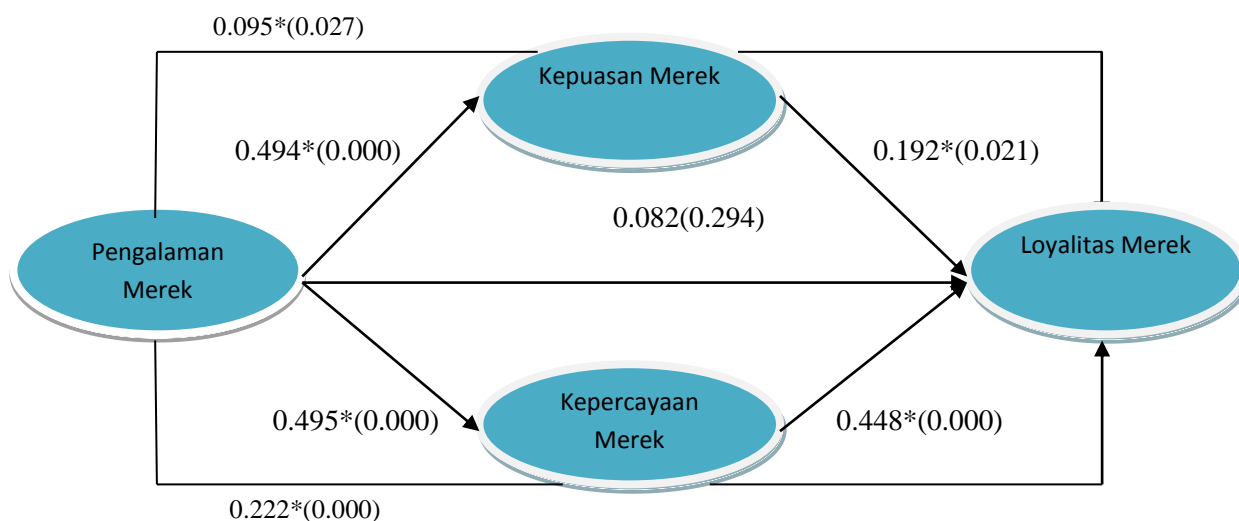 0.095*(0.027)
Kepuasan Merek
0.494*(0.000)
0.192*(0.021)
0.082(0.294)
Pengalaman
Merek
Loyalitas Merek
Kepercayaan
Merek
0.495*(0.000)
0.448*(0.000)
0.222*(0.000)